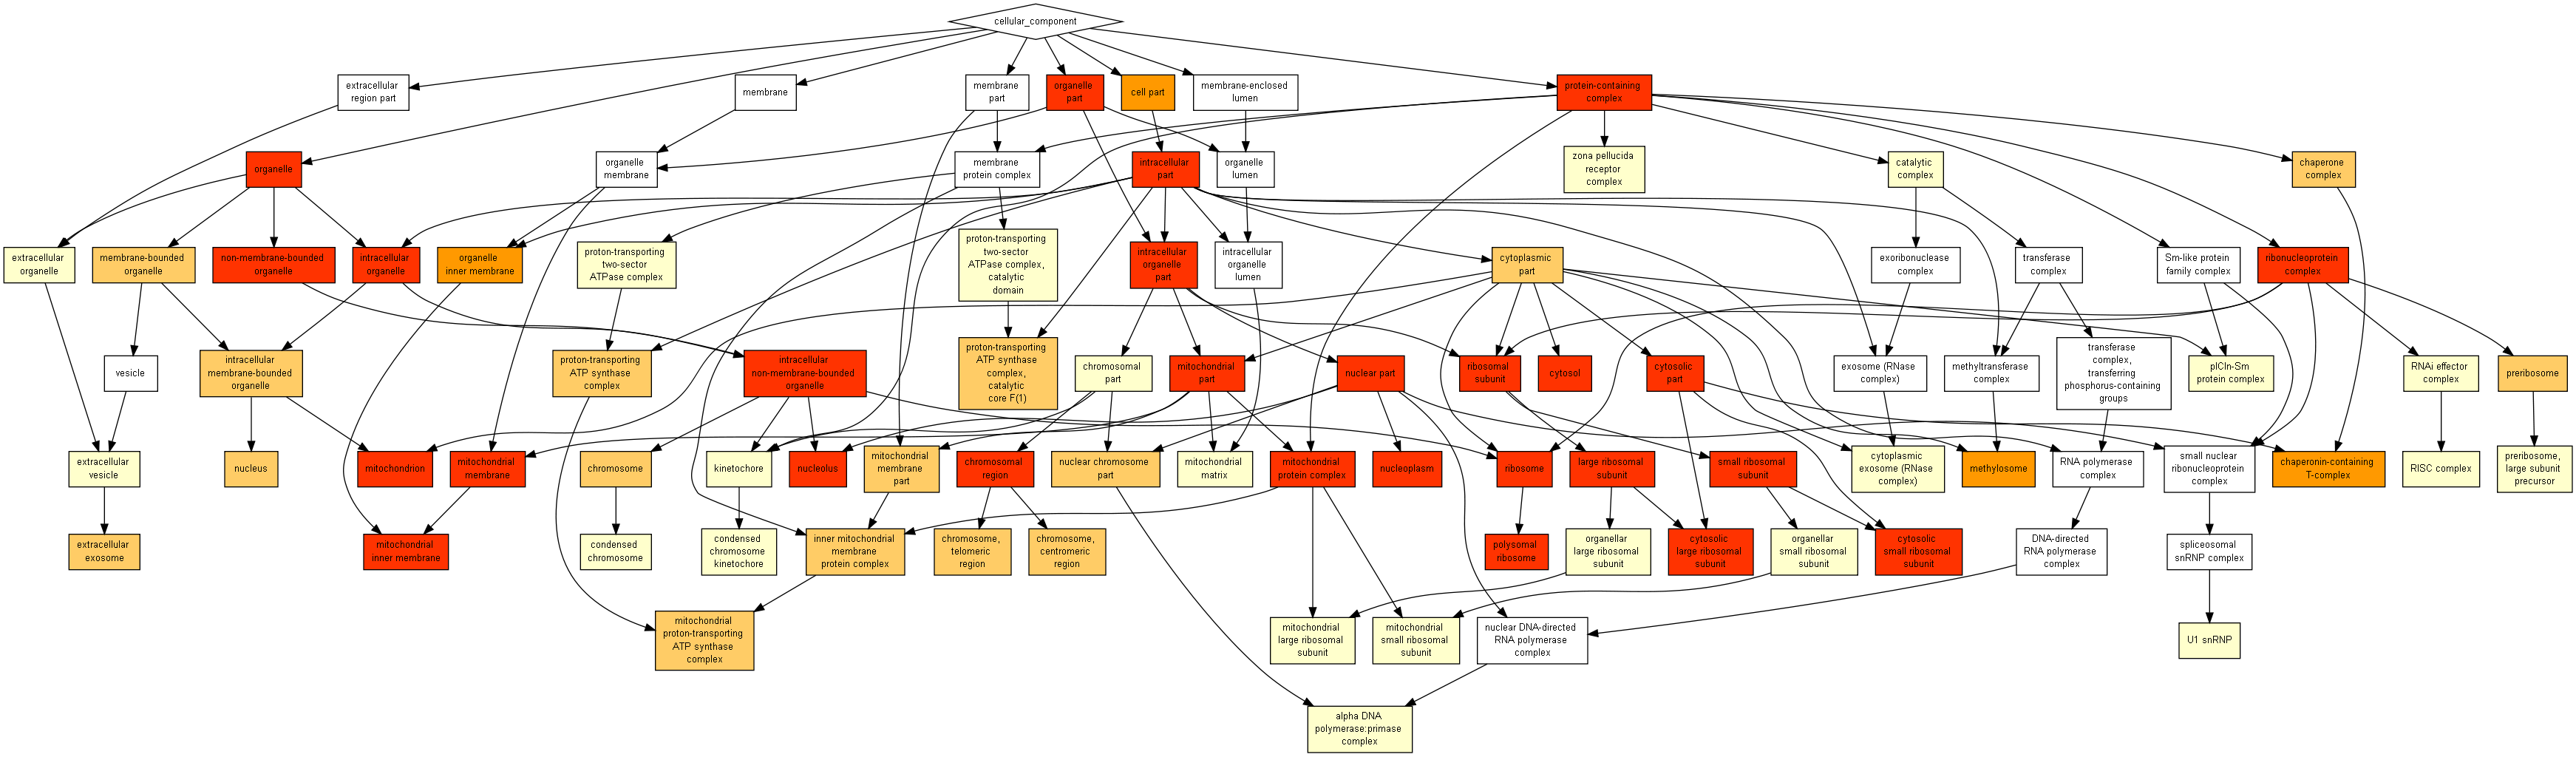 cellular_component
extracellular
region part
membrane
membrane
part
organelle
part
cell part
membrane-enclosed
lumen
protein-containing
complex
organelle
organelle
membrane
membrane
protein complex
intracellular
part
organelle
lumen
zona pellucida
receptor
complex
catalytic
complex
chaperone
complex
extracellular
organelle
membrane-bounded
organelle
non-membrane-bounded
organelle
intracellular
organelle
organelle
inner membrane
proton-transporting
two-sector
ATPase complex
proton-transporting
two-sector
ATPase complex,
catalytic
domain
intracellular
organelle
part
intracellular
organelle
lumen
cytoplasmic
part
exoribonuclease
complex
transferase
complex
Sm-like protein
family complex
ribonucleoprotein
complex
vesicle
intracellular
membrane-bounded
organelle
proton-transporting
ATP synthase
complex
intracellular
non-membrane-bounded
organelle
proton-transporting
ATP synthase
complex,
catalytic
core F(1)
chromosomal
part
mitochondrial
part
nuclear part
ribosomal
subunit
cytosol
cytosolic
part
exosome (RNase
complex)
methyltransferase
complex
transferase
complex,
transferring
phosphorus-containing
groups
pICln-Sm
protein complex
RNAi effector
complex
preribosome
extracellular
vesicle
nucleus
mitochondrion
mitochondrial
membrane
chromosome
kinetochore
nucleolus
mitochondrial
membrane
part
chromosomal
region
nuclear chromosome
part
mitochondrial
matrix
mitochondrial
protein complex
nucleoplasm
ribosome
large ribosomal
subunit
small ribosomal
subunit
cytoplasmic
exosome (RNase
complex)
methylosome
RNA polymerase
complex
small nuclear
ribonucleoprotein
complex
chaperonin-containing
T-complex
RISC complex
preribosome,
large subunit
precursor
extracellular
exosome
mitochondrial
inner membrane
condensed
chromosome
condensed
chromosome
kinetochore
inner mitochondrial
membrane
protein complex
chromosome,
telomeric
region
chromosome,
centromeric
region
polysomal
ribosome
organellar
large ribosomal
subunit
cytosolic
large ribosomal
subunit
organellar
small ribosomal
subunit
cytosolic
small ribosomal
subunit
DNA-directed
RNA polymerase
complex
spliceosomal
snRNP complex
mitochondrial
proton-transporting
ATP synthase
complex
mitochondrial
large ribosomal
subunit
mitochondrial
small ribosomal
subunit
nuclear DNA-directed
RNA polymerase
complex
U1 snRNP
alpha DNA
polymerase:primase
complex